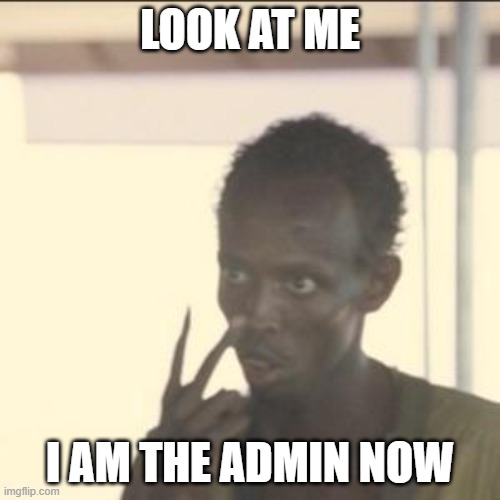 LOOK AT ME
I AM THE ADMIN NOW
imgflip.com